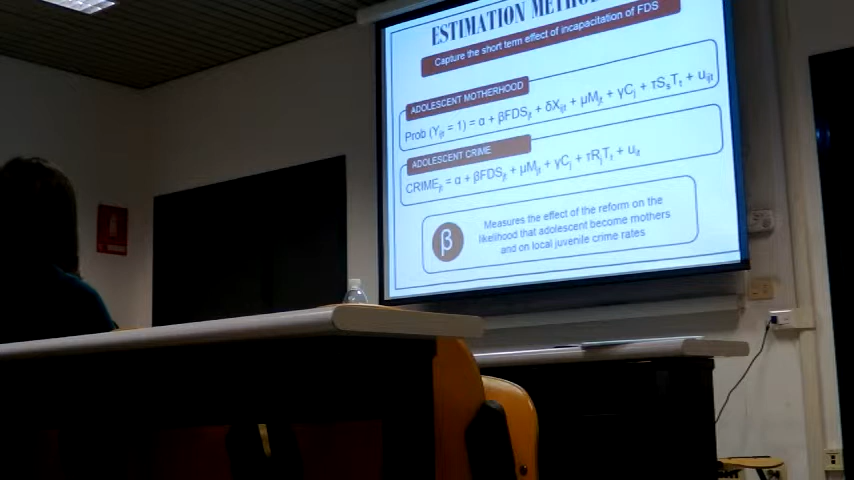 ESTIMATION METHOD
Capture the short term effect of incapacitation of FDS
ADOLESCENT MOTHERHOOD
Prob (Yᵢⱼₜ = 1) = α + βFDSⱼₜ + δXᵢⱼₜ + μMⱼₜ + γCⱼ + τSₛTₜ + uᵢⱼₜ
ADOLESCENT CRIME
CRIMEⱼₜ = α + βFDSⱼₜ + μMⱼₜ + γCⱼ + τRⱼTₜ + uᵢₜ
β
Measures the effect of the reform on the
likelihood that adolescent become mothers
and on local juvenile crime rates